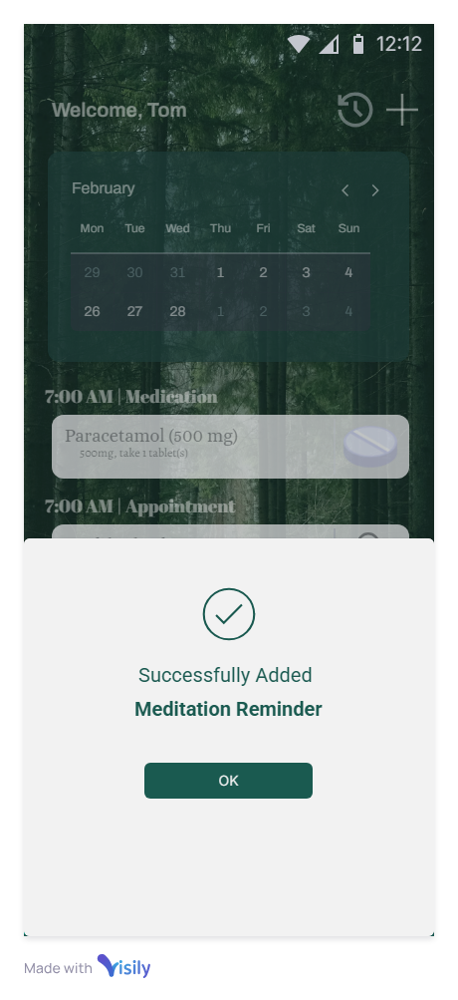 12:12
Welcome, Tom
February
Mon Tue Wed Thu Fri Sat Sun
29 30 31 1 2 3 4
26 27 28 1 2 3 4
7:00 AM | Medication
Paracetamol (500 mg)
500mg, take 1 tablet(s)
7:00 AM | Appointment
Successfully Added
Meditation Reminder
OK
Made with Visily